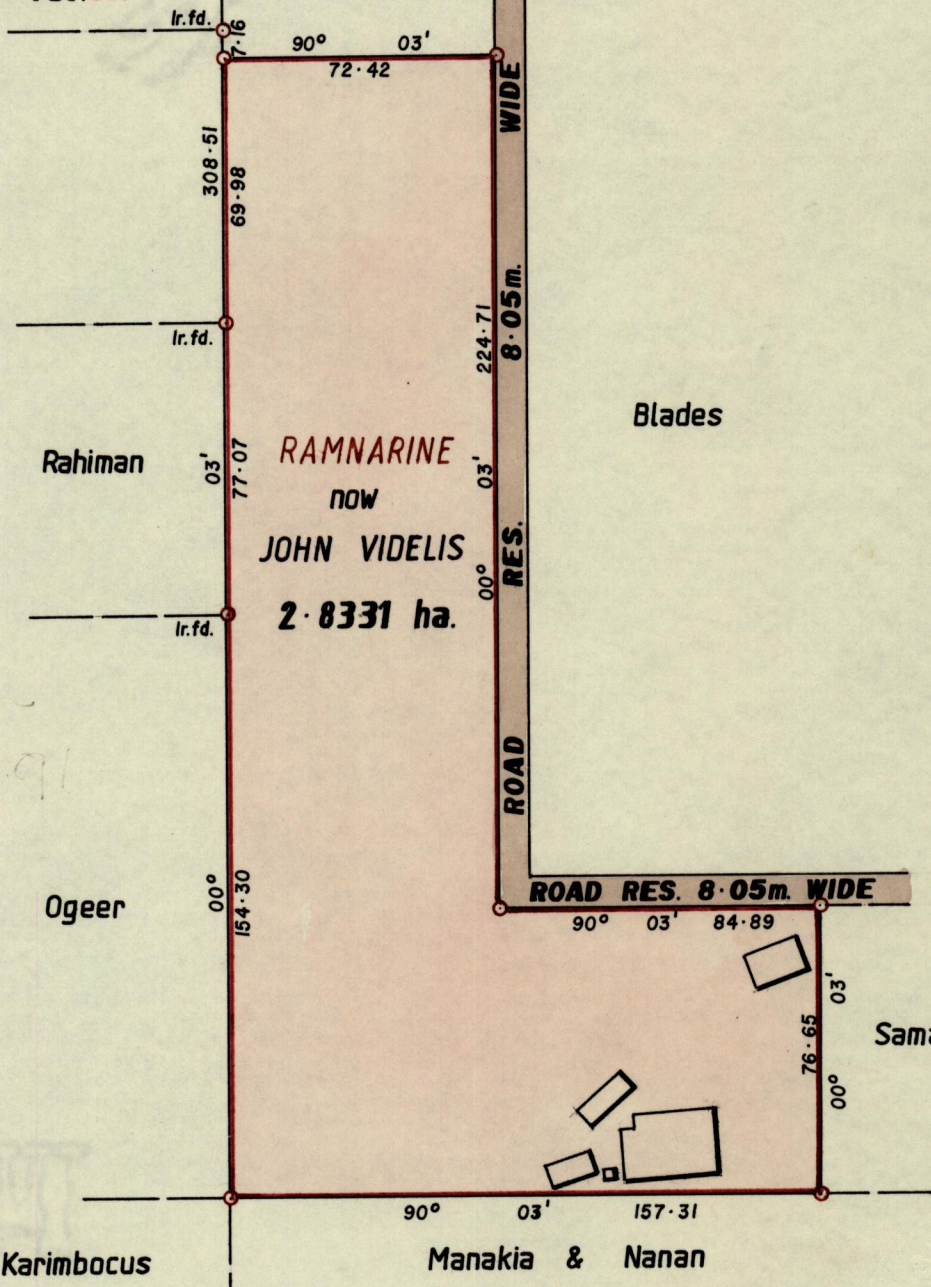 Ir.fd.
7·16
90° 03'
72·42
WIDE
308·51
69·98
8·05m.
Ir.fd.
224·71
Blades
RAMNARINE
Rahiman
03'
77·07
now
03'
JOHN VIDELIS
RES.
00°
2·8331 ha.
Ir.fd.
ROAD
00°
154·30
Ogeer
ROAD RES. 8·05m. WIDE
90° 03' 84·89
03'
76·65
00°
90° 03' 157·31
Karimbocus
Manakia & Nanan